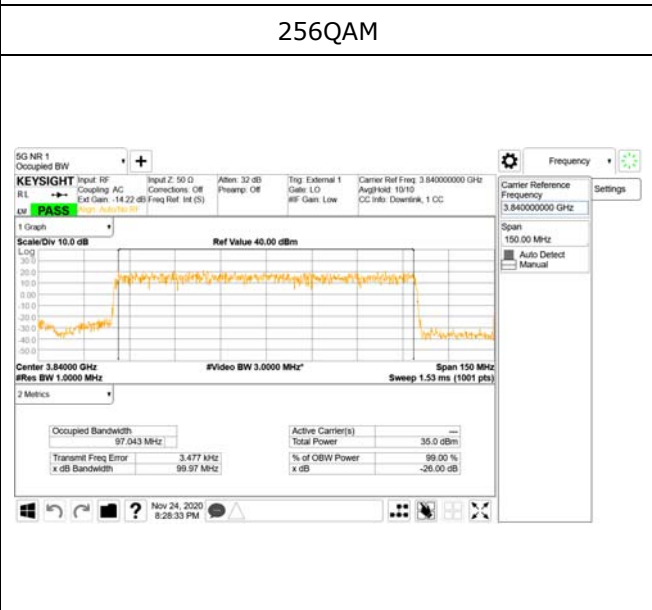 256QAM
5G NR 1
Occupied BW
Frequency
KEYSIGHT
Input: RF
Input Z: 50 Ω
Atten: 32 dB
Trig: External 1
Carrier Ref Freq: 3.840000000 GHz
R L
Coupling: AC
Corrections: Off
Preamp: Off
Gate: LO
Avg|Hold: 10/10
Ext Gain: -14.22 dB
Freq Ref: Int (S)
#IF Gain: Low
CC Info: Downlink, 1 CC
PASS
Align: Auto/No RF
Carrier Reference
Frequency
3.840000000 GHz
Settings
Span
150.00 MHz
Auto Detect
Manual
1 Graph
Scale/Div 10.0 dB
Ref Value 40.00 dBm
Log
30.0
20.0
10.0
0.00
-10.0
-20.0
-30.0
-40.0
-50.0
Center 3.84000 GHz
#Video BW 3.0000 MHz*
Span 150 MHz
#Res BW 1.0000 MHz
Sweep 1.53 ms (1001 pts)
2 Metrics
Occupied Bandwidth
97.043 MHz
Active Carrier(s)
---
Total Power
35.0 dBm
Transmit Freq Error
3.477 kHz
% of OBW Power
99.00 %
x dB Bandwidth
99.97 MHz
x dB
-26.00 dB
Nov 24, 2020
8:28:33 PM